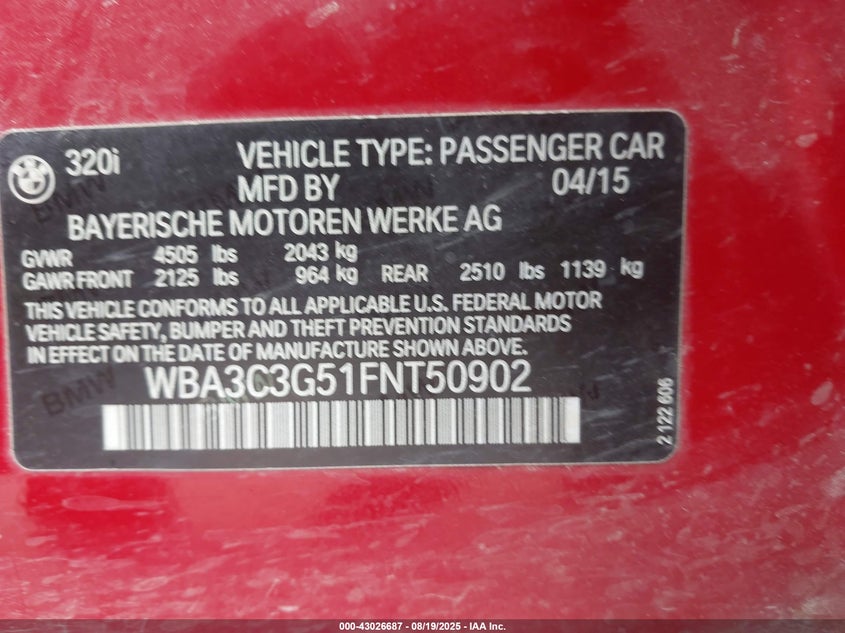 320i VEHICLE TYPE: PASSENGER CAR
MFD BY 04/15
BAYERISCHE MOTOREN WERKE AG
GVWR 4505 lbs 2043 kg
GAWR FRONT 2125 lbs 964 kg REAR 2510 lbs 1139 kg
THIS VEHICLE CONFORMS TO ALL APPLICABLE U.S. FEDERAL MOTOR
VEHICLE SAFETY, BUMPER AND THEFT PREVENTION STANDARDS
IN EFFECT ON THE DATE OF MANUFACTURE SHOWN ABOVE.
WBA3C3G51FNT50902
2 122 606
BMW
BMW
BMW
000-43026687 - 08/19/2025 - IAA Inc.